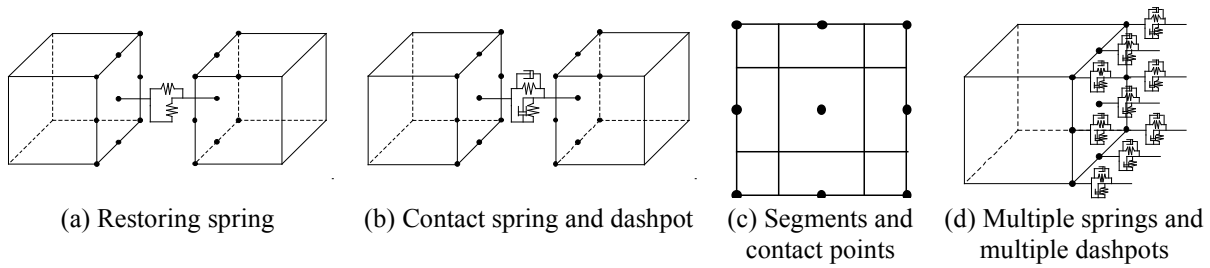 (a) Restoring spring
(b) Contact spring and dashpot
(c) Segments and
contact points
(d) Multiple springs and
multiple dashpots